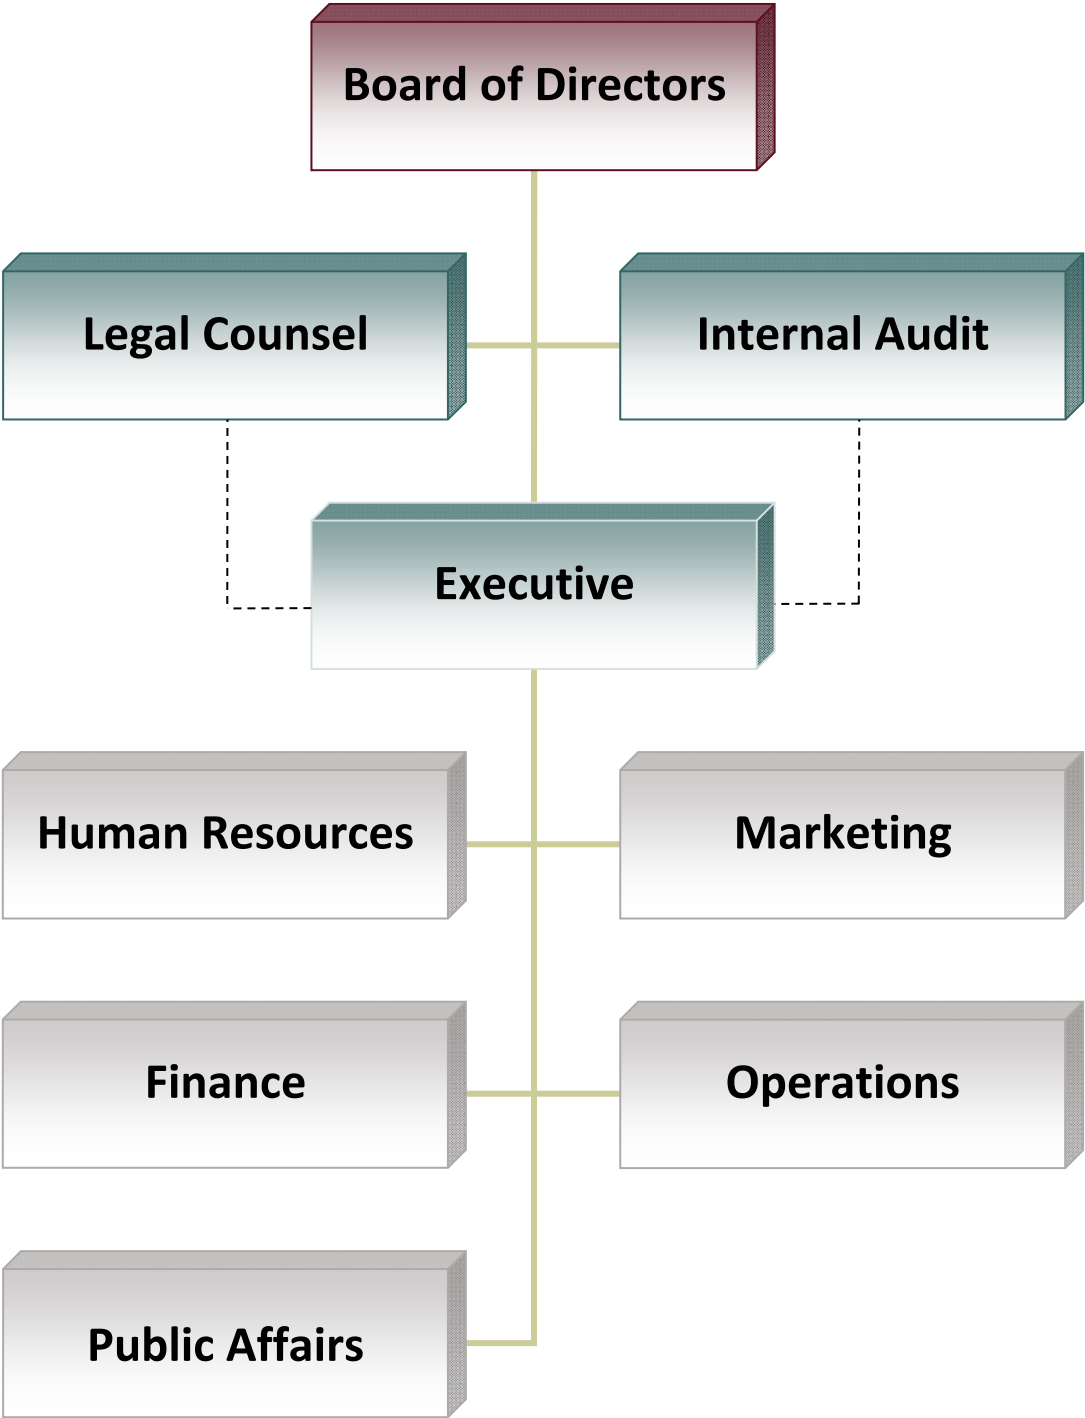 Board of Directors
Legal Counsel
Internal Audit
Executive
Human Resources
Marketing
Finance
Operations
Public Affairs